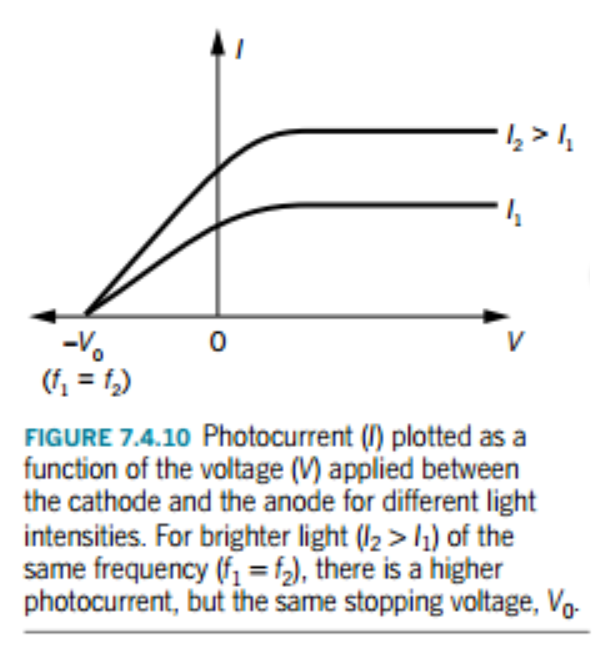 I
I₂ > I₁
I₁
–V₀ 0 V
(f₁ = f₂)
FIGURE 7.4.10 Photocurrent (I) plotted as a
function of the voltage (V) applied between
the cathode and the anode for different light
intensities. For brighter light (I₂ > I₁) of the
same frequency (f₁ = f₂), there is a higher
photocurrent, but the same stopping voltage, V₀.